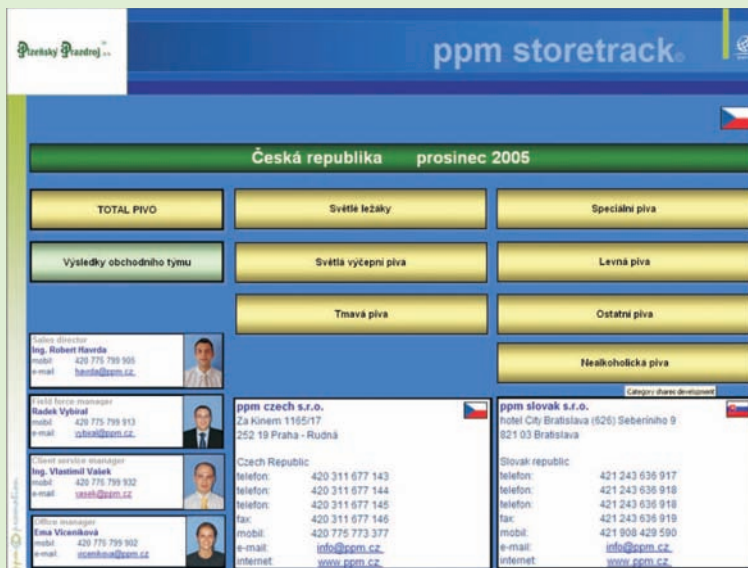 Plzeňský Prazdroj a.s.
ppm storetrack
Česká republika prosinec 2005
TOTAL PIVO
Světlé ležáky
Speciální piva
Výsledky obchodního týmu
Světlá výčepní piva
Levná piva
Tmavá piva
Ostatní piva
Nealkoholická piva
Category shares development
Sales director
Ing. Robert Havrda
mobil: 420 775 799 905
e-mail: havrda@ppm.cz
Field force manager
Radek Vybíral
mobil: 420 775 799 913
e-mail: vybiral@ppm.cz
Client service manager
Ing. Vlastimil Vašek
mobil: 420 775 799 932
e-mail: vasek@ppm.cz
Office manager
Ema Viceníková
mobil: 420 775 799 902
e-mail: vicenikova@ppm.cz
ppm czech s.r.o.
Za Kinem 1165/17
252 19 Praha - Rudná
Czech Republic
telefon: 420 311 677 143
telefon: 420 311 677 144
telefon: 420 311 677 145
fax: 420 311 677 146
mobil: 420 775 773 377
e-mail: info@ppm.cz
internet: www.ppm.cz
ppm slovak s.r.o.
hotel City Bratislava (626) Seberíniho 9
821 03 Bratislava
Slovak republic
telefon: 421 243 636 917
telefon: 421 243 636 918
telefon: 421 243 636 918
fax: 421 243 636 919
mobil: 421 908 429 590
e-mail: info@ppm.cz
internet: www.ppm.cz